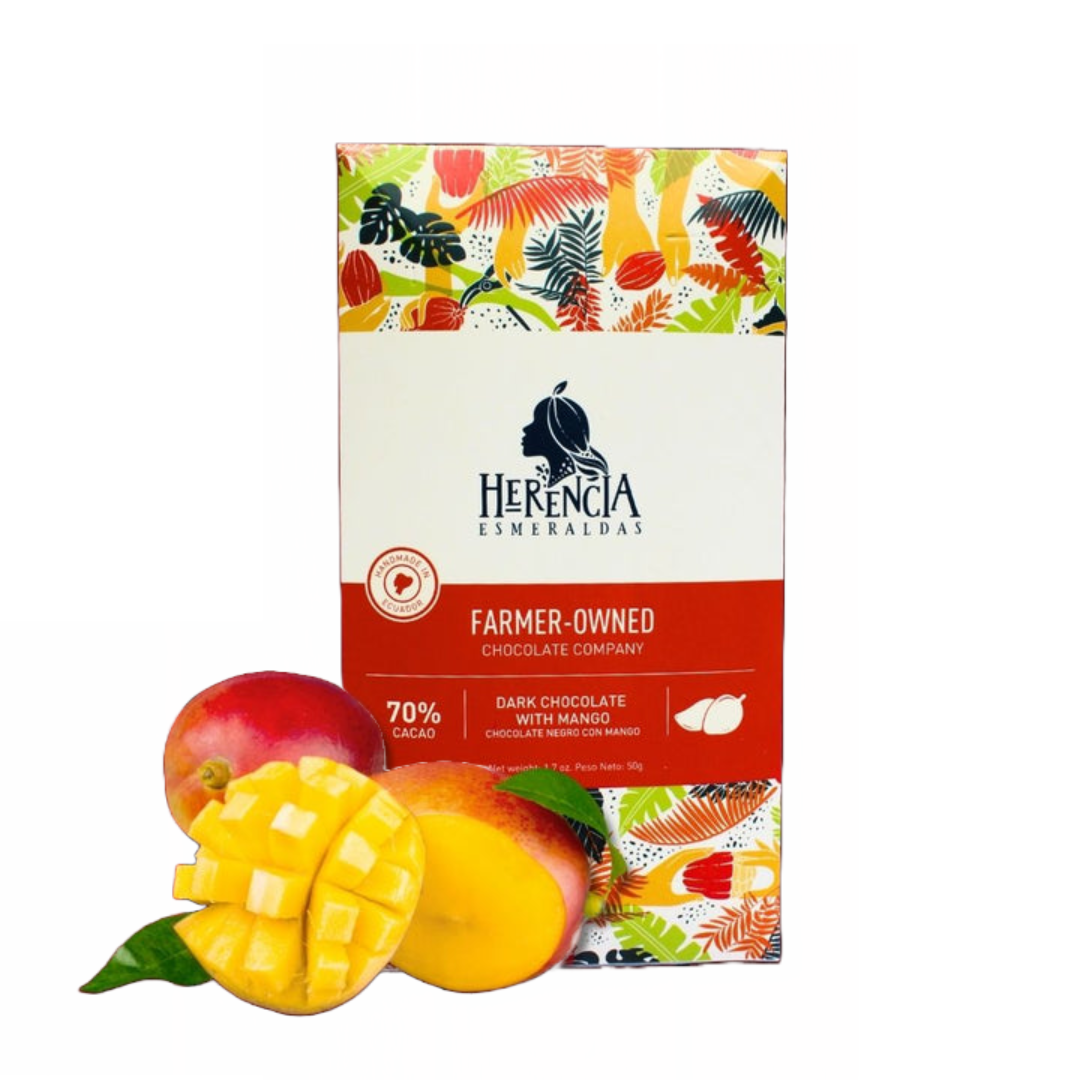 HERENCIA
ESMERALDAS
HANDMADE IN
ECUADOR
FARMER-OWNED
CHOCOLATE COMPANY
70%
CACAO
DARK CHOCOLATE
WITH MANGO
CHOCOLATE NEGRO CON MANGO
Net weight: 1.7 oz. Peso Neto: 50g